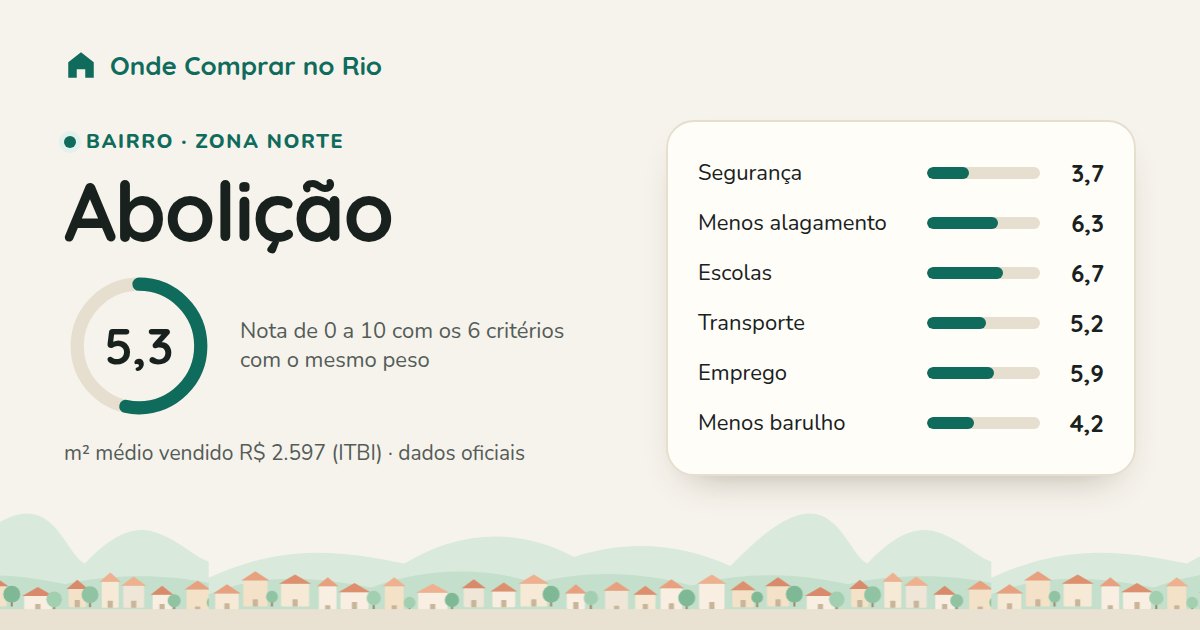 Onde Comprar no Rio
BAIRRO · ZONA NORTE
Abolição
5,3
Nota de 0 a 10 com os 6 critérios
com o mesmo peso
m² médio vendido R$ 2.597 (ITBI) · dados oficiais
Segurança 3,7
Menos alagamento 6,3
Escolas 6,7
Transporte 5,2
Emprego 5,9
Menos barulho 4,2